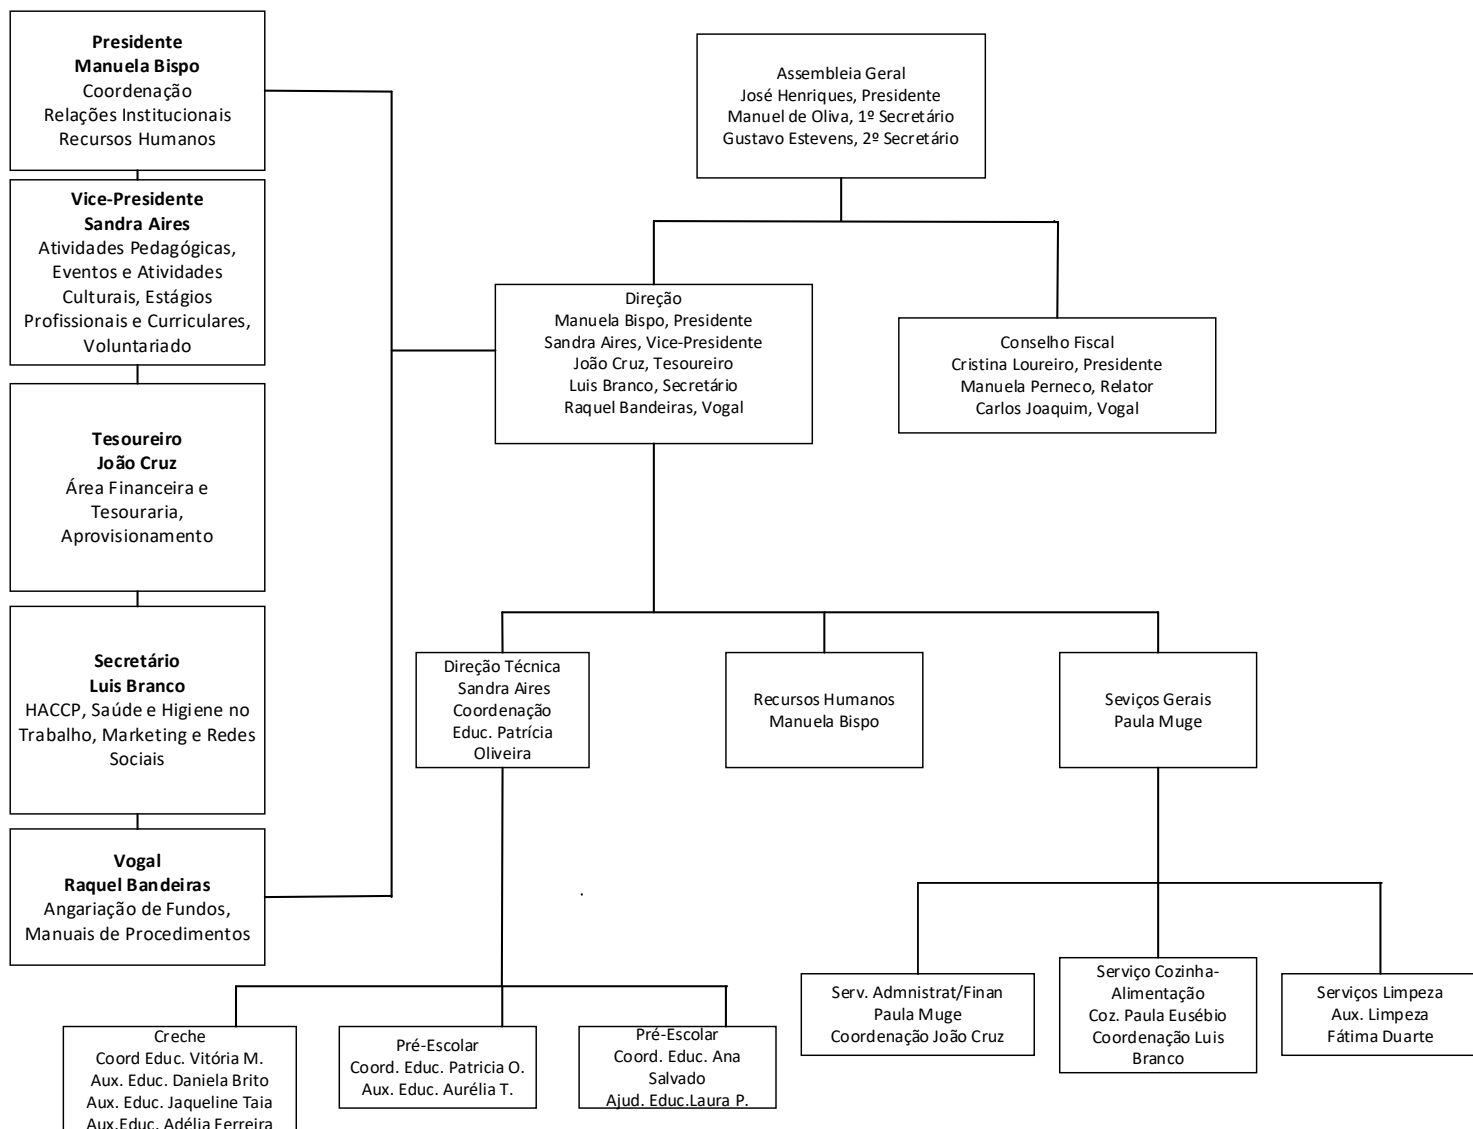 Presidente
Manuela Bispo
Coordenação
Relações Institucionais
Recursos Humanos
Vice-Presidente
Sandra Aires
Atividades Pedagógicas,
Eventos e Atividades
Culturais, Estágios
Profissionais e Curriculares,
Voluntariado
Tesoureiro
João Cruz
Área Financeira e
Tesouraria,
Aprovisionamento
Secretário
Luis Branco
HACCP, Saúde e Higiene no
Trabalho, Marketing e Redes
Sociais
Vogal
Raquel Bandeiras
Angariação de Fundos,
Manuais de Procedimentos
Assembleia Geral
José Henriques, Presidente
Manuel de Oliva, 1º Secretário
Gustavo Estevens, 2º Secretário
Direção
Manuela Bispo, Presidente
Sandra Aires, Vice-Presidente
João Cruz, Tesoureiro
Luis Branco, Secretário
Raquel Bandeiras, Vogal
Conselho Fiscal
Cristina Loureiro, Presidente
Manuela Perneco, Relator
Carlos Joaquim, Vogal
Direção Técnica
Sandra Aires
Coordenação
Educ. Patrícia
Oliveira
Recursos Humanos
Manuela Bispo
Seviços Gerais
Paula Muge
Creche
Coord Educ. Vitória M.
Aux. Educ. Daniela Brito
Aux. Educ. Jaqueline Taia
Aux.Educ. Adélia Ferreira
Pré-Escolar
Coord. Educ. Patricia O.
Aux. Educ. Aurélia T.
Pré-Escolar
Coord. Educ. Ana
Salvado
Ajud. Educ.Laura P.
Serv. Admnistrat/Finan
Paula Muge
Coordenação João Cruz
Serviço Cozinha-
Alimentação
Coz. Paula Eusébio
Coordenação Luis
Branco
Serviços Limpeza
Aux. Limpeza
Fátima Duarte